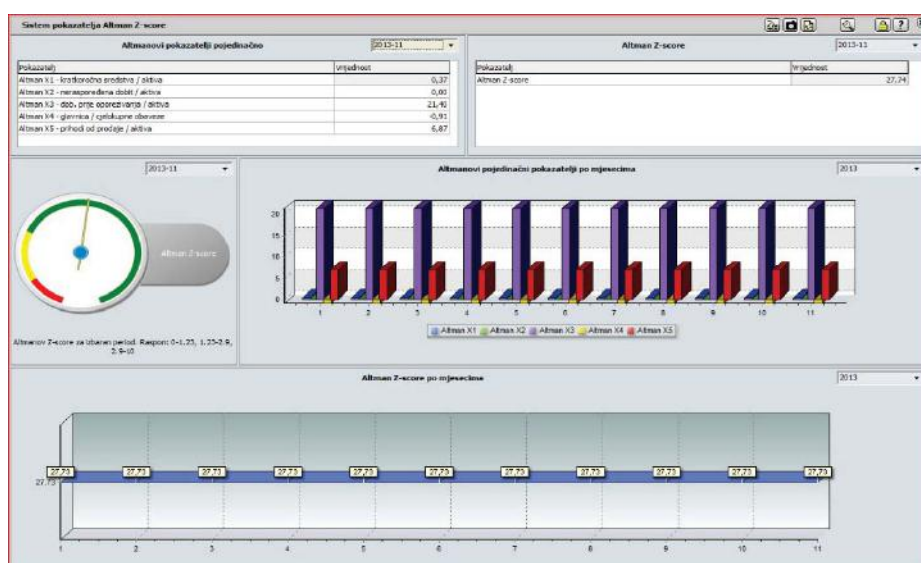 Sistem pokazatelja Altman Z-score
Altmanovi pokazatelji pojedinačno
2013-11
Pokazatelj Vrijednost
Altman X1 - kratkoročna sredstva / aktiva 0,37
Altman X2 - neraspoređena dobit / aktiva 0,00
Altman X3 - dob. prije oporezivanja / aktiva 21,40
Altman X4 - glavnica / cjelokupne obaveze -0,91
Altman X5 - prihodi od prodaje / aktiva 6,87
Altman Z-score
2013-11
Pokazatelj Vrijednost
Altman Z-score 27,74
2013-11
Altman Z-score
Altmanov Z-score za izbaran period. Raspon: 0-1.23, 1.23-2.9,
2.9-10
Altmanovi pojedinačni pokazatelji po mjesecima
2013
20
15
10
5
0
1 2 3 4 5 6 7 8 9 10 11
Altman X1 Altman X2 Altman X3 Altman X4 Altman X5
Altman Z-score po mjesecima
2013
27,73 27,73 27,73 27,73 27,73 27,73 27,73 27,73 27,73 27,73 27,73
27,73
1 2 3 4 5 6 7 8 9 10 11